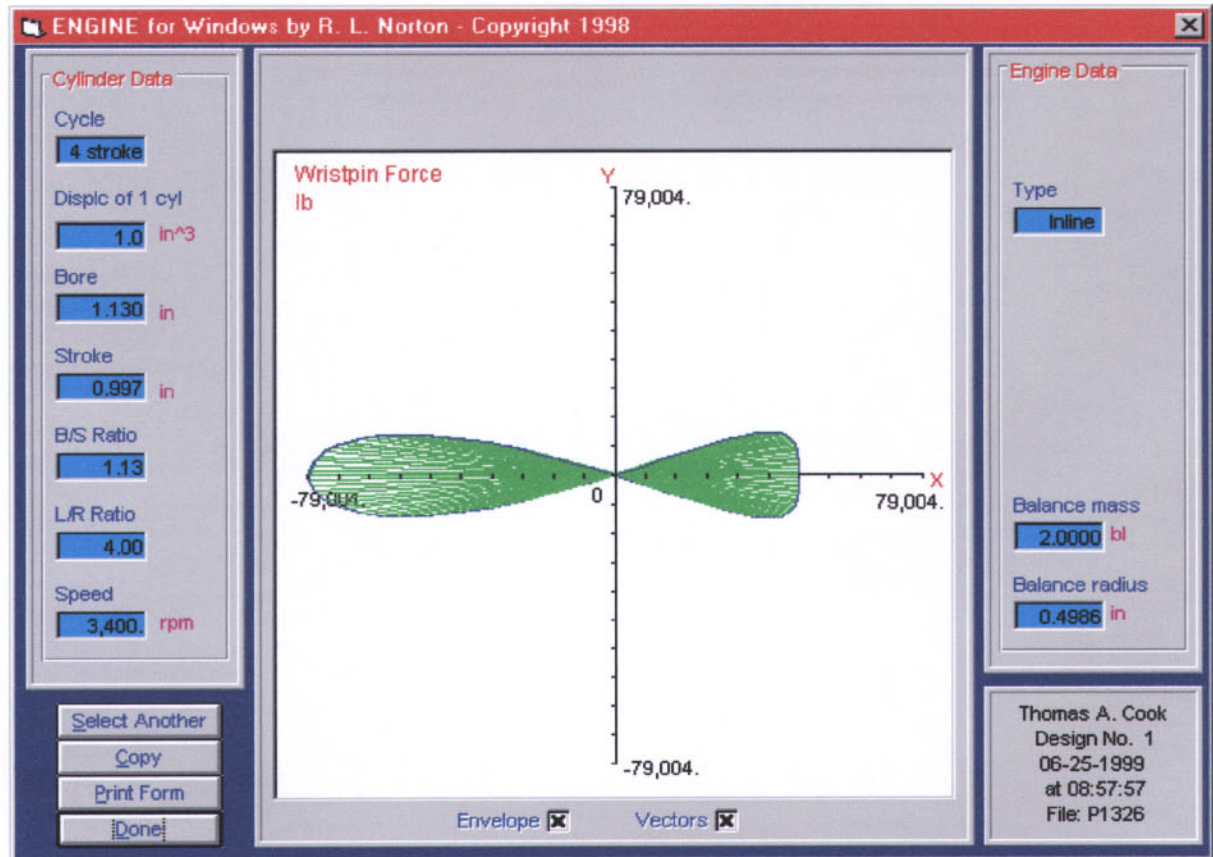 ENGINE for Windows by R. L. Norton - Copyright 1998
Cylinder Data
Cycle
4 stroke
Displc of 1 cyl
1.0 in^3
Bore
1.130 in
Stroke
0.997 in
B/S Ratio
1.13
L/R Ratio
4.00
Speed
3,400. rpm
Select Another
Copy
Print Form
Done
Wristpin Force
lb
Y
79,004.
-79,004.
0
X
79,004.
-79,004.
Envelope
Vectors
Engine Data
Type
Inline
Balance mass
2.0000 bl
Balance radius
0.4986 in
Thomas A. Cook
Design No. 1
06-25-1999
at 08:57:57
File: P1326